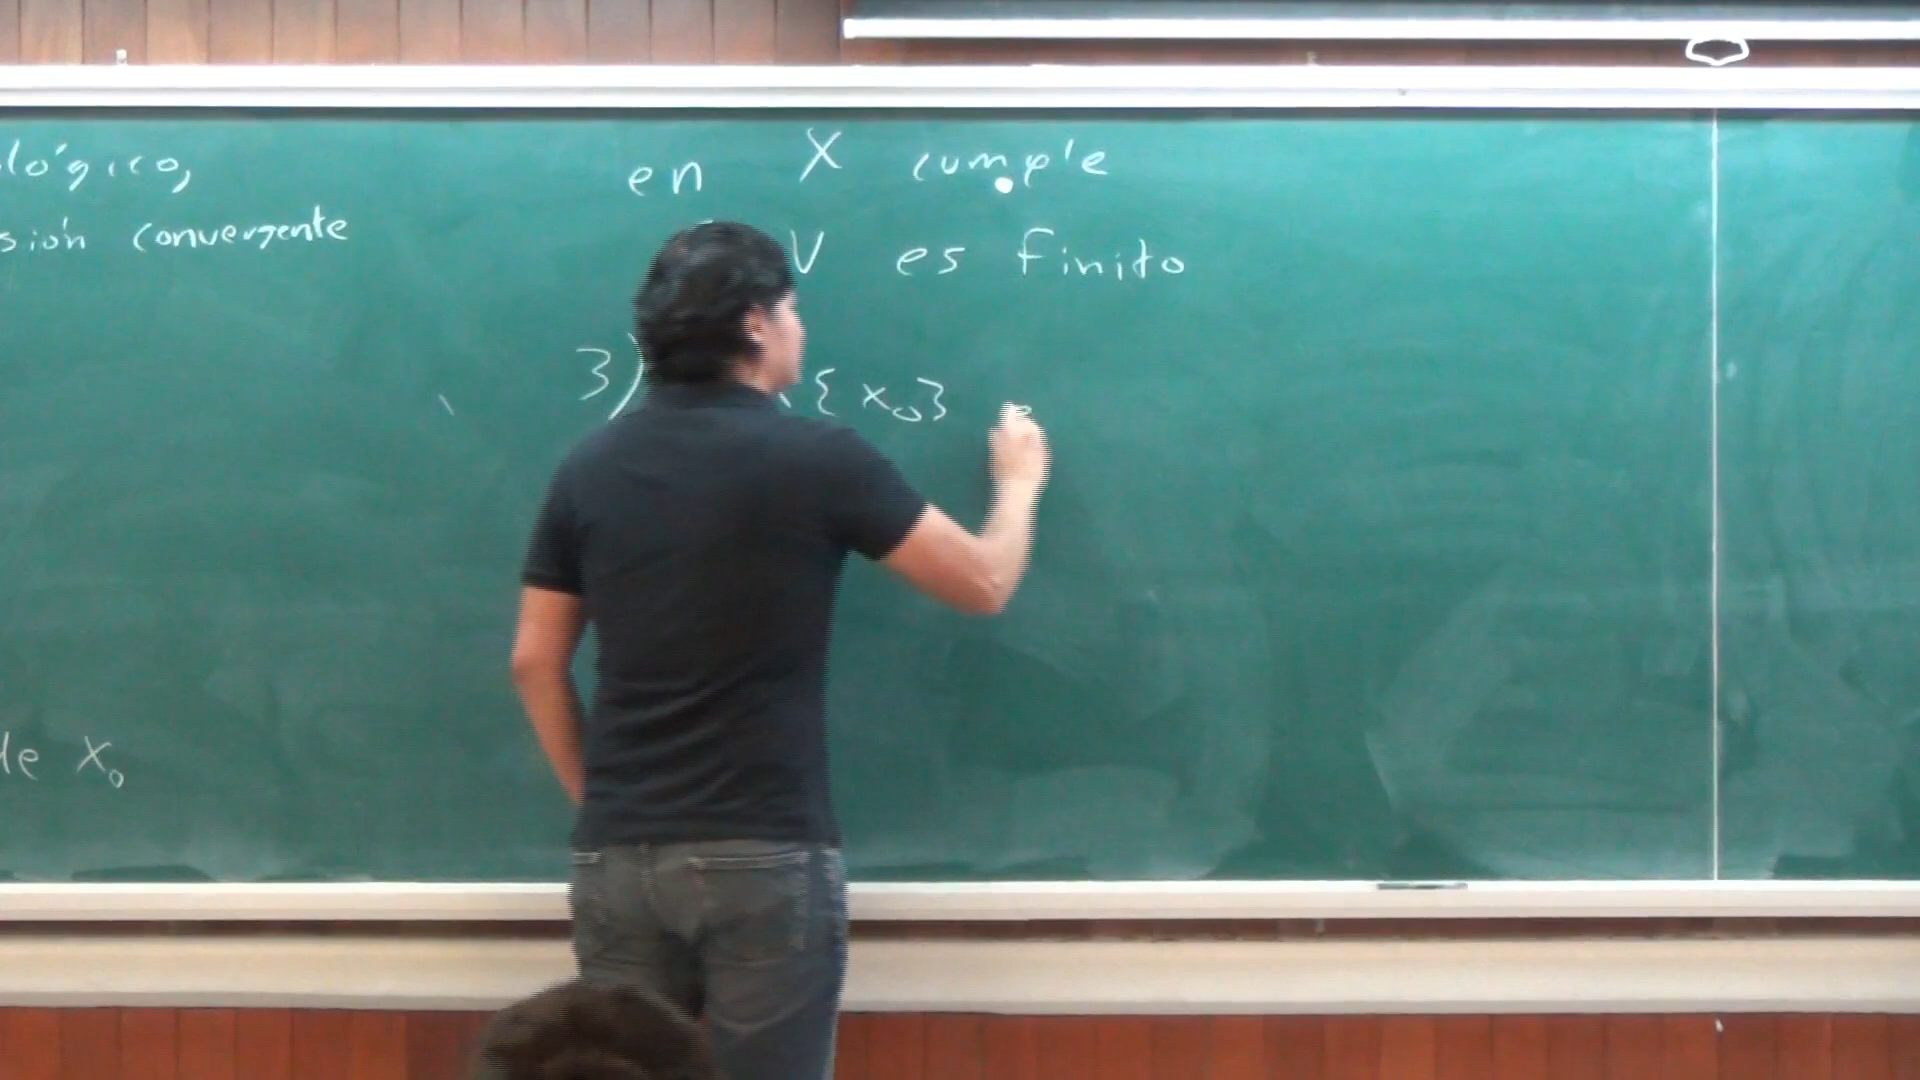 lógico,
sión convergente
de x₀
en X cumple
V es finito
3) \ {x₀} e